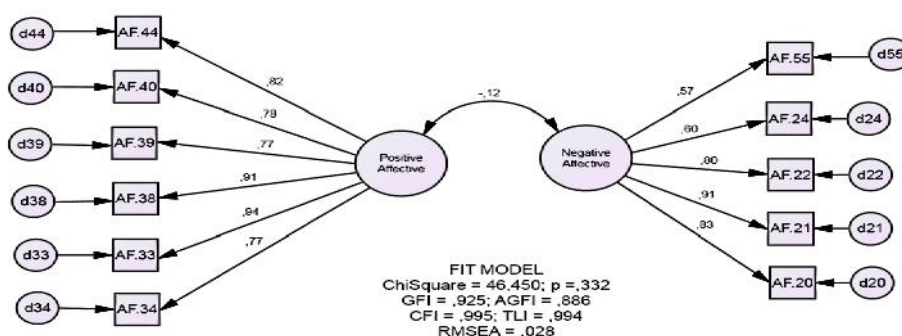 d44
AF.44
,82
d40
AF.40
,78
d39
AF.39
,77
d38
AF.38
,91
d33
AF.33
,94
d34
AF.34
,77
Positive
Affective
-,12
Negative
Affective
,57
AF.55
d55
,60
AF.24
d24
,80
AF.22
d22
,91
AF.21
d21
,83
AF.20
d20
FIT MODEL
ChiSquare = 46,450; p =,332
GFI = ,925; AGFI = ,886
CFI = ,995; TLI = ,994
RMSEA = ,028